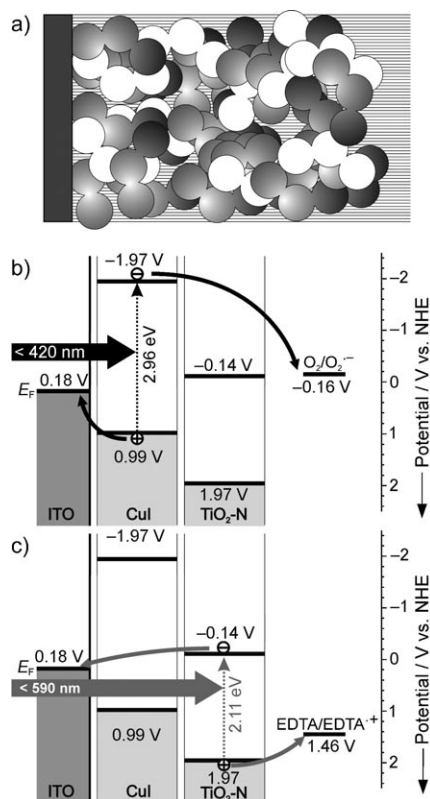 a)
b)
−1.97 V
−2
−1
< 420 nm
2.96 eV
−0.14 V
O₂/O₂·−
−0.16 V
0
0.18 V
E_F
1
0.99 V
1.97 V
2
ITO
CuI
TiO₂-N
Potential / V vs. NHE
c)
−1.97 V
−2
−1
−0.14 V
0.18 V
0
E_F
< 590 nm
2.11 eV
EDTA/EDTA·+
1
0.99 V
1.46 V
1.97
2
ITO
CuI
TiO₂-N
Potential / V vs. NHE